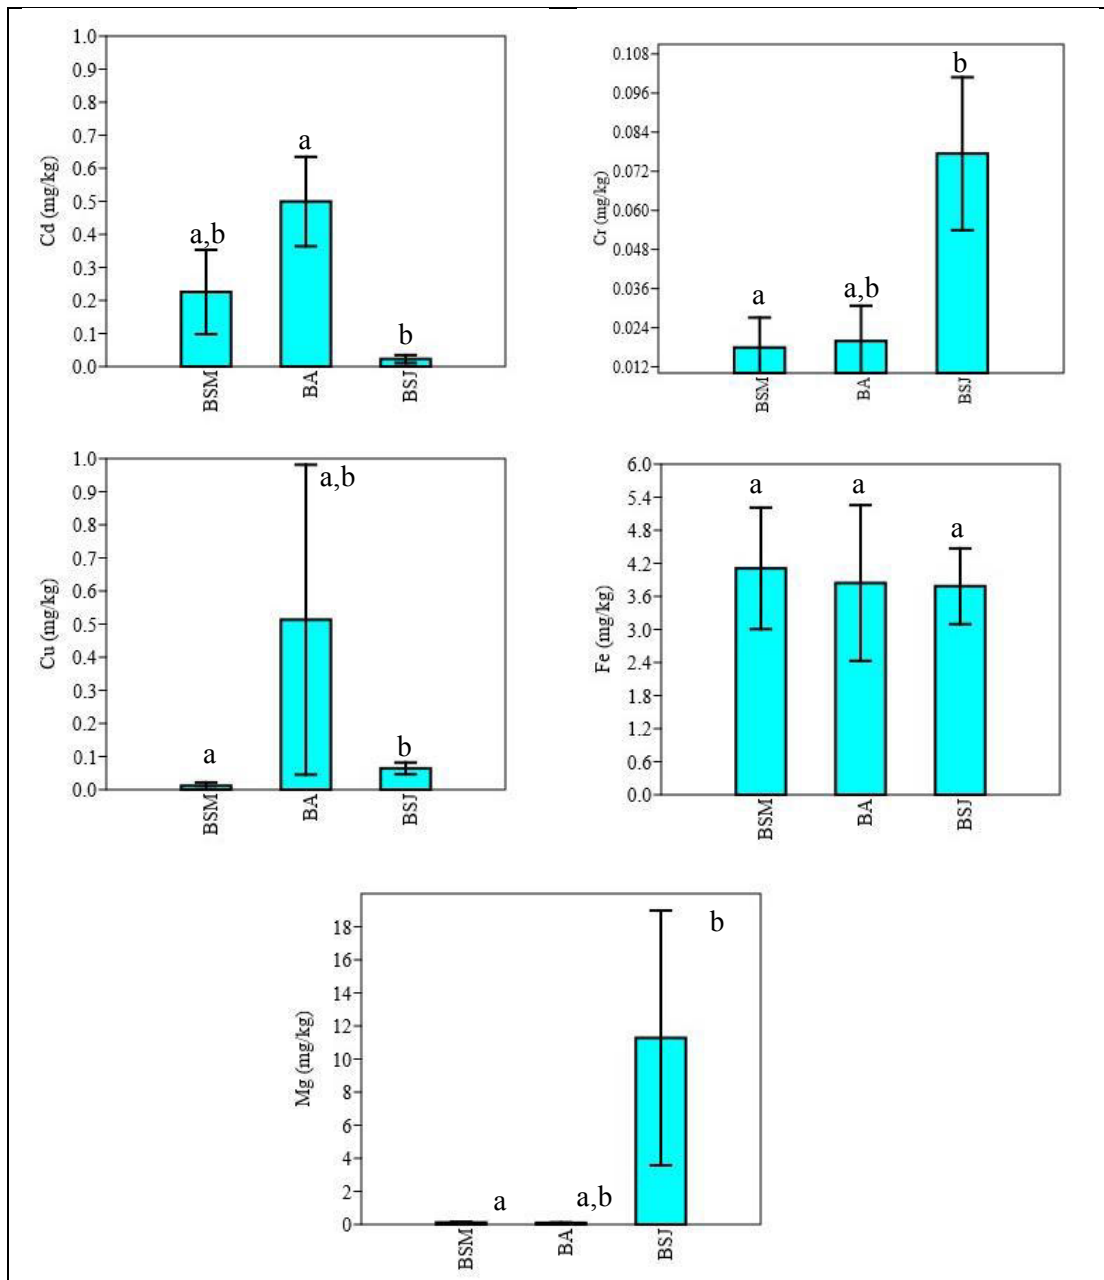 Cd (mg/kg)
1.0
0.9
0.8
0.7
0.6
0.5
0.4
0.3
0.2
0.1
0.0
a,b
a
b
BSM
BA
BSJ
Cr (mg/kg)
0.108
0.096
0.084
0.072
0.060
0.048
0.036
0.024
0.012
a
a,b
b
BSM
BA
BSJ
Cu (mg/kg)
1.0
0.9
0.8
0.7
0.6
0.5
0.4
0.3
0.2
0.1
0.0
a
a,b
b
BSM
BA
BSJ
Fe (mg/kg)
6.0
5.4
4.8
4.2
3.6
3.0
2.4
1.8
1.2
0.6
0.0
a
a
a
BSM
BA
BSJ
Mg (mg/kg)
18
16
14
12
10
8
6
4
2
0
a
a,b
b
BSM
BA
BSJ